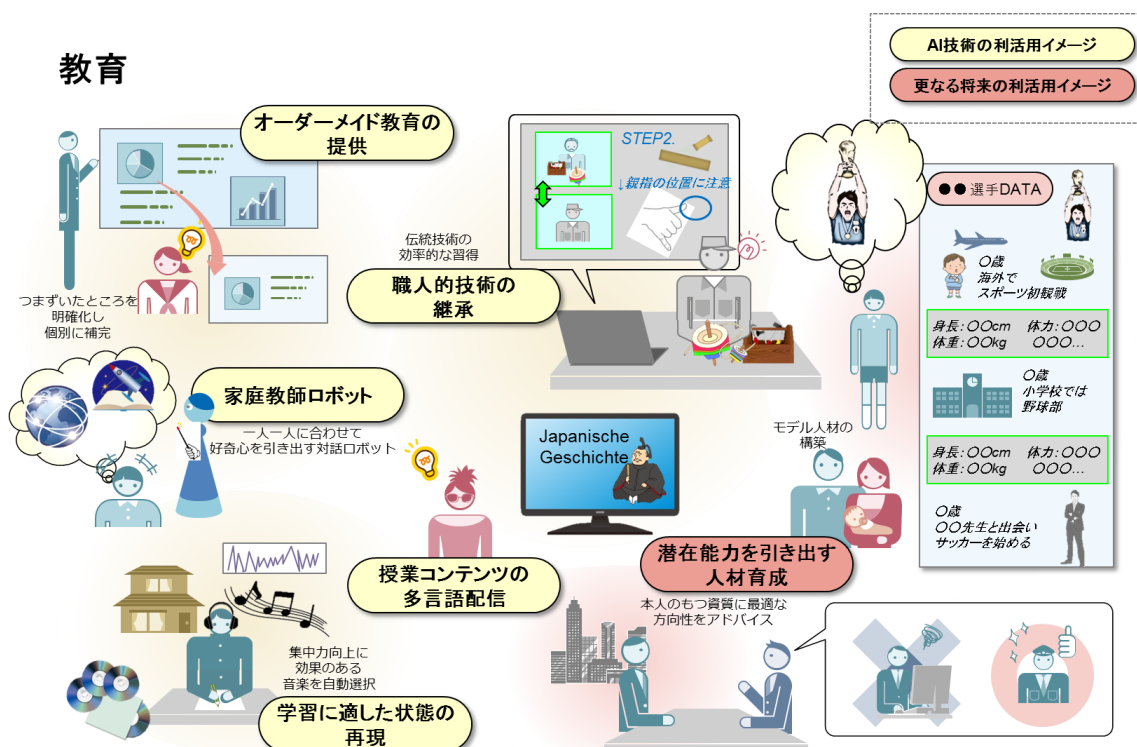 教育
AI技術の利活用イメージ
更なる将来の利活用イメージ
オーダーメイド教育の
提供
つまずいたところを
明確化し
個別に補完
STEP2.
↓親指の位置に注意
伝統技術の
効率的な習得
職人的技術の
継承
●●選手DATA
〇歳
海外で
スポーツ初観戦
身長:〇〇cm 体力:〇〇〇
体重:〇〇kg 〇〇〇…
〇歳
小学校では
野球部
身長:〇〇cm 体力:〇〇〇
体重:〇〇kg 〇〇〇…
〇歳
〇〇先生と出会い
サッカーを始める
家庭教師ロボット
一人一人に合わせて
好奇心を引き出す対話ロボット
Japanische
Geschichte
モデル人材の
構築
授業コンテンツの
多言語配信
潜在能力を引き出す
人材育成
本人のもつ資質に最適な
方向性をアドバイス
集中力向上に
効果のある
音楽を自動選択
学習に適した状態の
再現